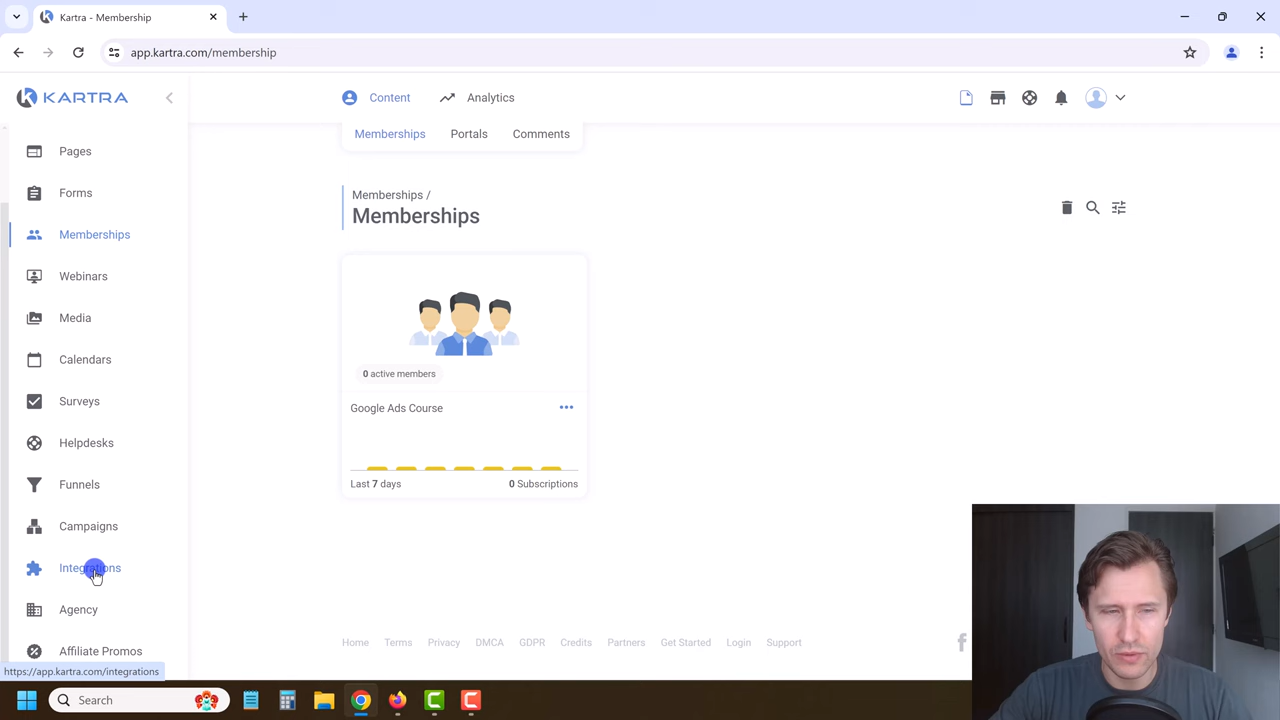 Kartra - Membership
app.kartra.com/membership
KARTRA
Content
Analytics
Memberships
Portals
Comments
Pages
Forms
Memberships
Webinars
Media
Calendars
Surveys
Helpdesks
Funnels
Campaigns
Integrations
Agency
Affiliate Promos
Memberships /
Memberships
0 active members
Google Ads Course
Last 7 days
0 Subscriptions
Home
Terms
Privacy
DMCA
GDPR
Credits
Partners
Get Started
Login
Support
https://app.kartra.com/integrations
Search